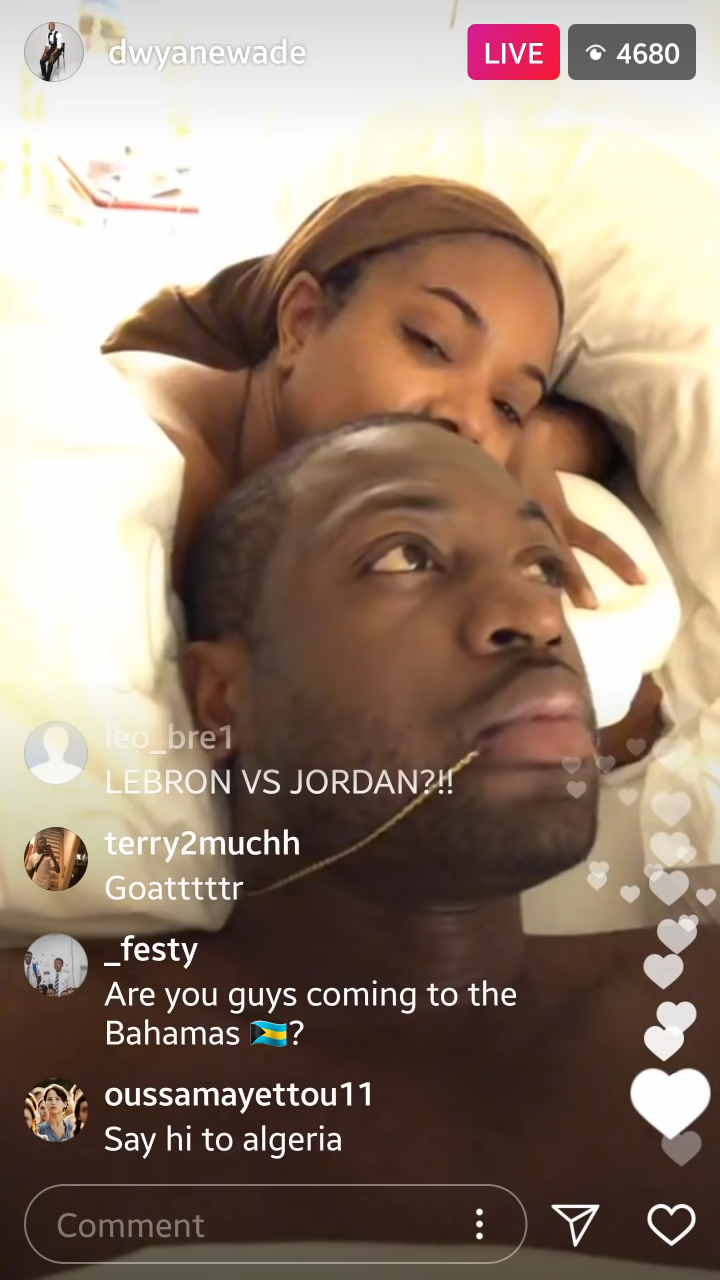 dwyanewade
LIVE
4680
leo_bre1
LEBRON VS JORDAN?!!
terry2muchh
Goatttttr
_festy
Are you guys coming to the
Bahamas 🇧🇸?
oussamayettou11
Say hi to algeria
Comment